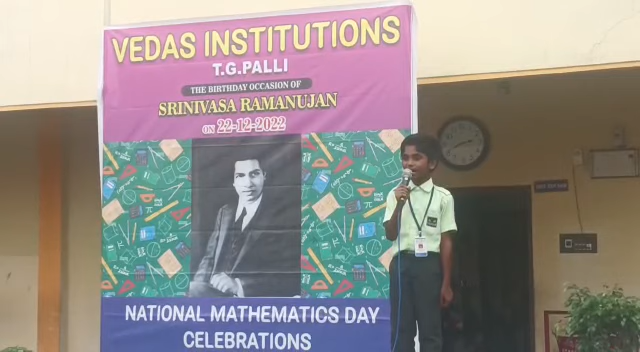 VEDAS INSTITUTIONS
T.G.PALLI
THE BIRTHDAY OCCASION OF
SRINIVASA RAMANUJAN
ON 22-12-2022
NATIONAL MATHEMATICS DAY
CELEBRATIONS